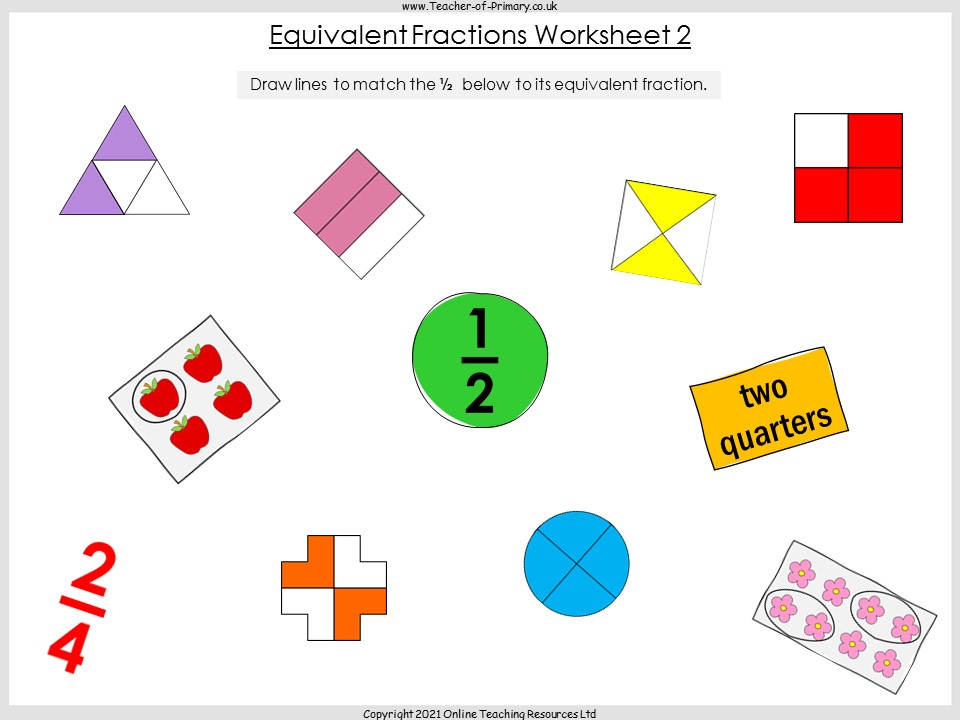 www.Teacher-of-Primary.co.uk
Equivalent Fractions Worksheet 2
Draw lines to match the ½ below to its equivalent fraction.
1
2
two
quarters
2
4
Copyright 2021 Online Teaching Resources Ltd